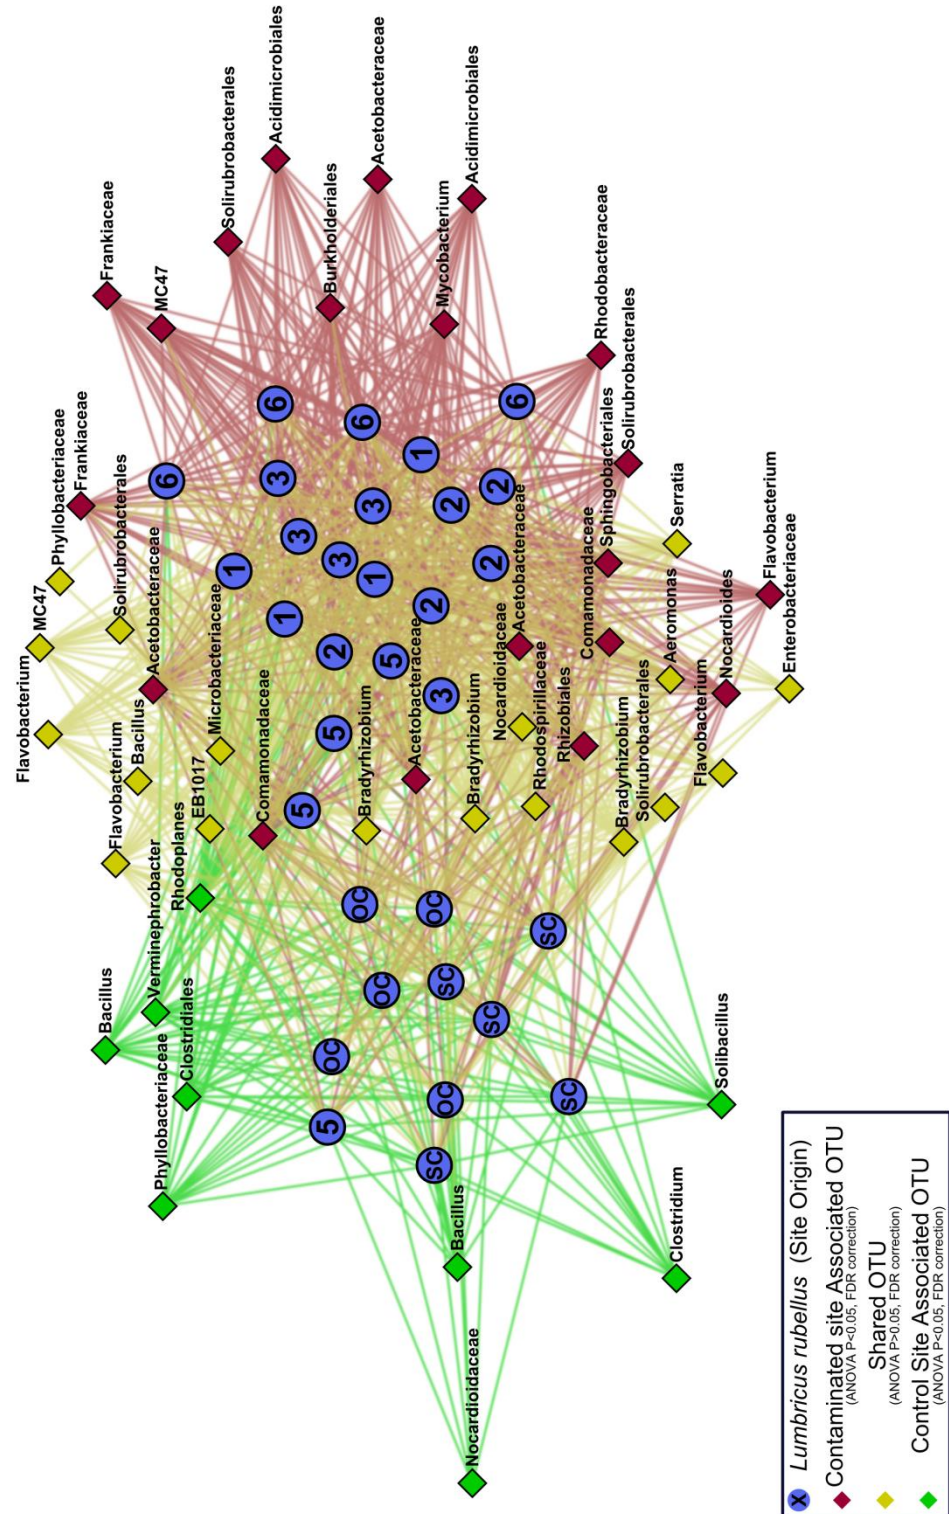 Flavobacterium
MC47
Phyllobacteriaceae
Frankiaceae
Bacillus
Frankiaceae
Flavobacterium
Solirubrobacterales
Bacillus
Acetobacteraceae
Verminephrobacter
Phyllobacteriaceae
MC47
6
Rhodoplanes
Clostridiales
EB1017
Microbacteriaceae
Solirubrobacterales
1
Comamonadaceae
6
Acidimicrobiales
3
1
3
5
5
Burkholderiales
OC
5
2
3
OC
6
Bradyrhizobium
3
1
Acetobacteraceae
OC
5
Acetobacteraceae
1
2
SC
OC
3
Mycobacterium
OC
SC
2
Bacillus
Nocardioidaceae
Acidimicrobiales
Bradyrhizobium
2
SC
2
Nocardioidaceae
6
Acetobacteraceae
Rhodospirillaceae
SC
Rhizobiales
SC
Comamonadaceae
Rhodobacteraceae
Sphingobacteriales
Bradyrhizobium
Solirubrobacterales
Solirubrobacterales
Aeromonas
Clostridium
Serratia
Flavobacterium
Solibacillus
Nocardioides
Flavobacterium
Enterobacteriaceae
X Lumbricus rubellus (Site Origin)
Contaminated site Associated OTU
(ANOVA P<0.05, FDR correction)
Shared OTU
(ANOVA P>0.05, FDR correction)
Control Site Associated OTU
(ANOVA P<0.05, FDR correction)